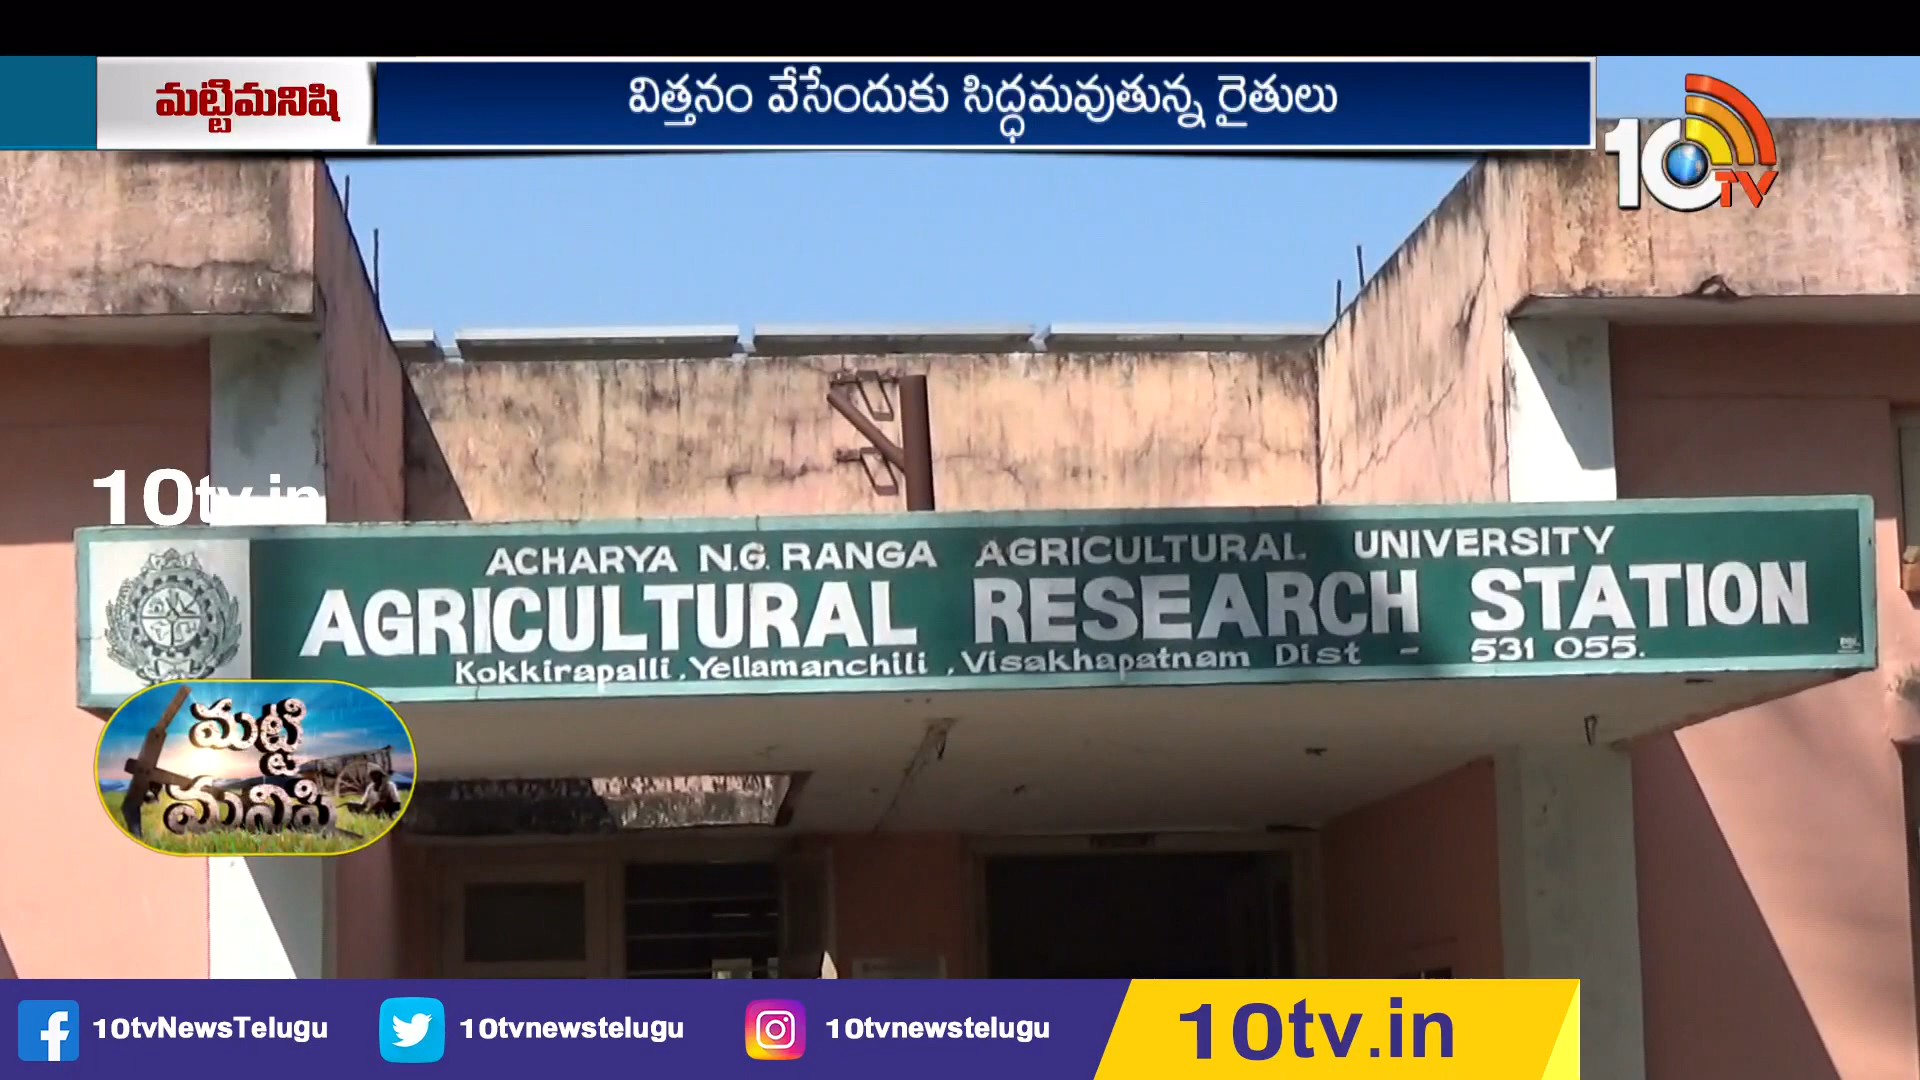 మట్టిమనిషి
విత్తనం వేసేందుకు సిద్ధమవుతున్న రైతులు
10TV
10tv.in
ACHARYA N.G. RANGA AGRICULTURAL UNIVERSITY
AGRICULTURAL RESEARCH STATION
Kokkirapalli, Yellamanchili, Visakhapatnam Dist - 531 055.
మట్టి
మనిషి
10tvNewsTelugu
10tvnewstelugu
10tvnewstelugu
10tv.in